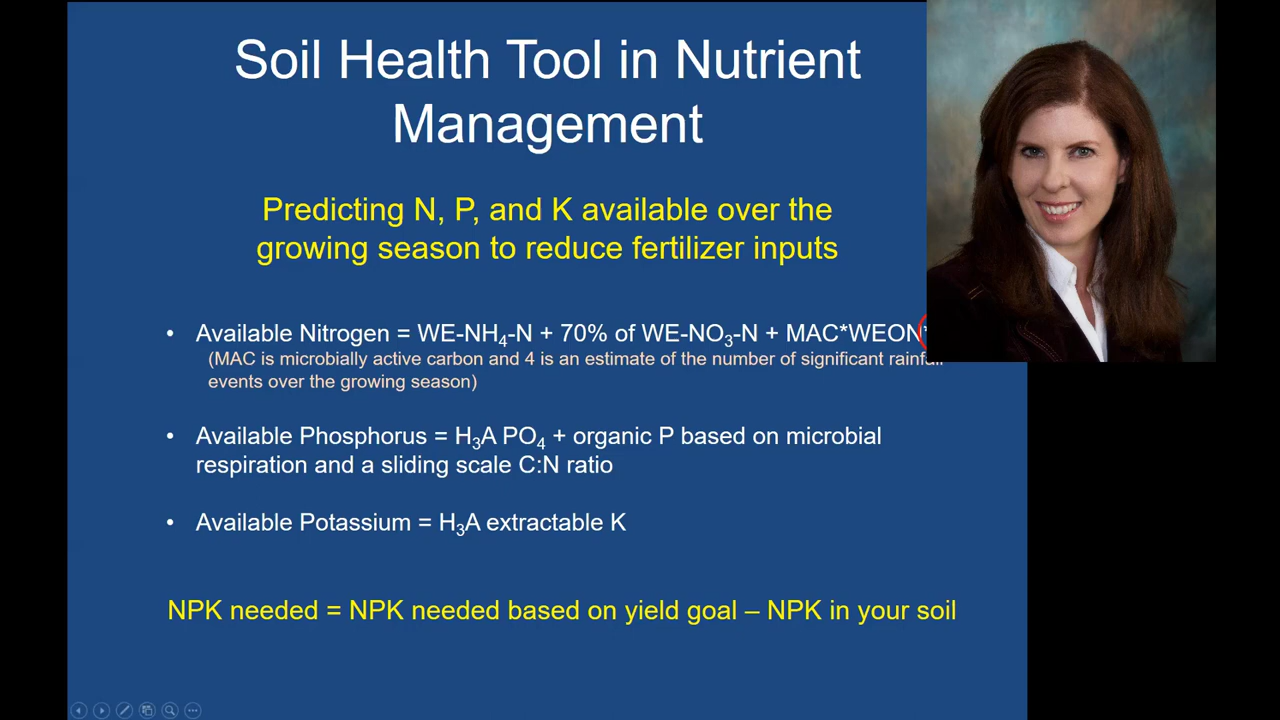 Soil Health Tool in Nutrient
Management
Predicting N, P, and K available over the
growing season to reduce fertilizer inputs
• Available Nitrogen = WE-NH₄-N + 70% of WE-NO₃-N + MAC*WEON*
(MAC is microbially active carbon and 4 is an estimate of the number of significant rainfall
events over the growing season)
• Available Phosphorus = H₃A PO₄ + organic P based on microbial
respiration and a sliding scale C:N ratio
• Available Potassium = H₃A extractable K
NPK needed = NPK needed based on yield goal – NPK in your soil